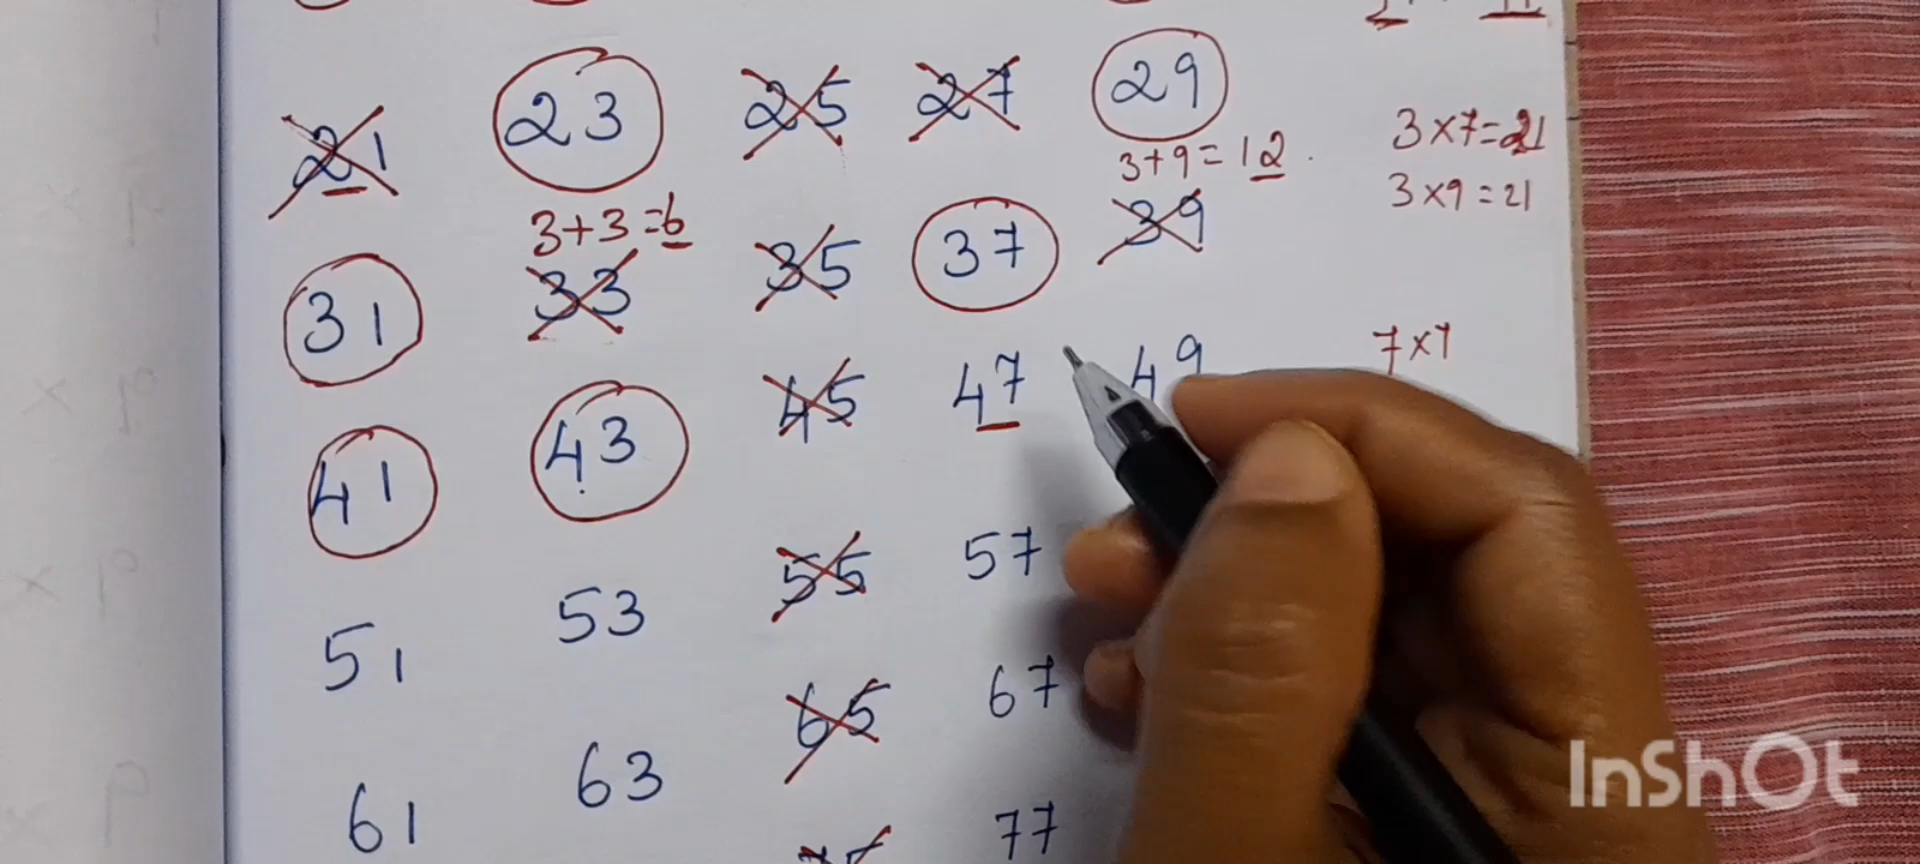 21 23 25 27 29
3+3=6 3+9=12. 3×7=21
3×9=21
31 33 35 37 39
41 43 45 47 49 7×7
51 53 55 57
61 63 65 67
77
InShOt